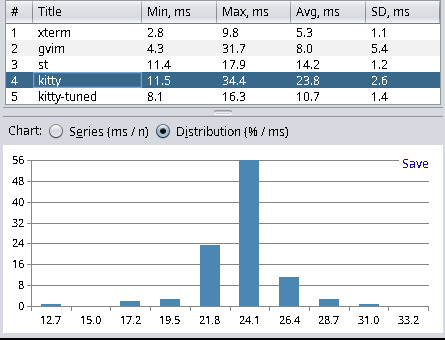 # Title Min, ms Max, ms Avg, ms SD, ms
1 xterm 2.8 9.8 5.3 1.1
2 gvim 4.3 31.7 8.0 5.4
3 st 11.4 17.9 14.2 1.2
4 kitty 11.5 34.4 23.8 2.6
5 kitty-tuned 8.1 16.3 10.7 1.4
Chart: Series (ms / n) Distribution (% / ms)
Save
56
48
40
32
24
16
8
0
12.7 15.0 17.2 19.5 21.8 24.1 26.4 28.7 31.0 33.2